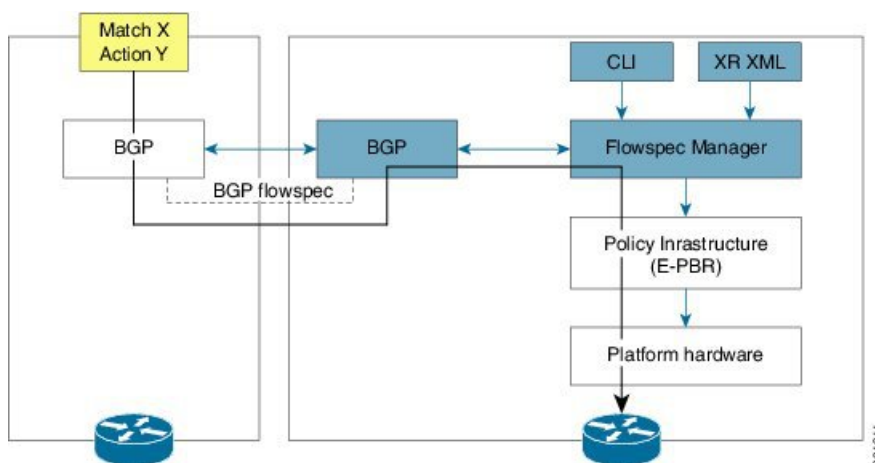 Match X
Action Y
CLI
XR XML
BGP
BGP
Flowspec Manager
BGP flowspec
Policy Inrastructure
(E-PBR)
Platform hardware